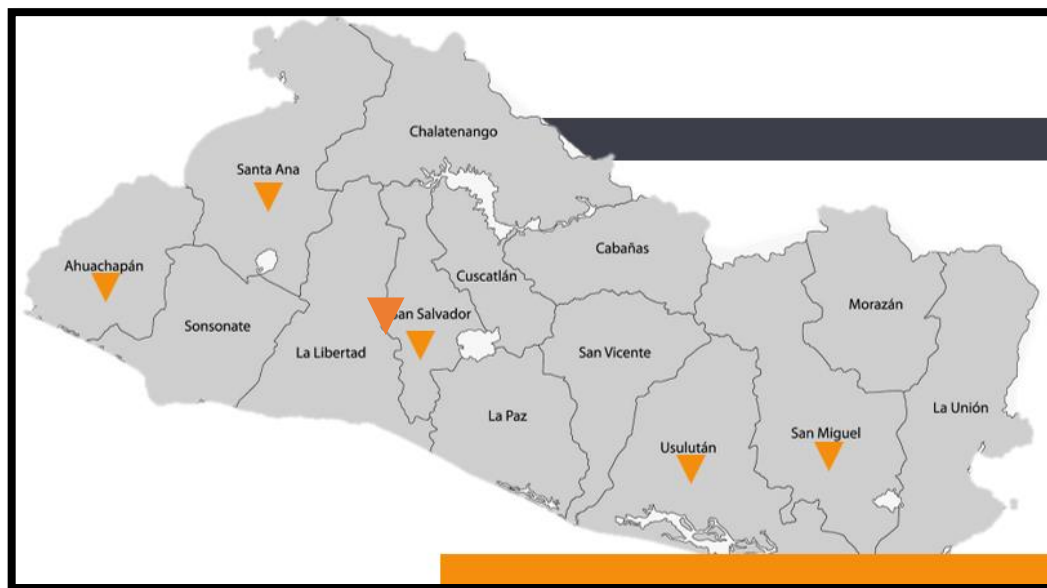 Chalatenango
Santa Ana
Cabañas
Ahuachapán
Cuscatlán
Morazán
San Salvador
Sonsonate
La Libertad
San Vicente
La Unión
La Paz
San Miguel
Usulután